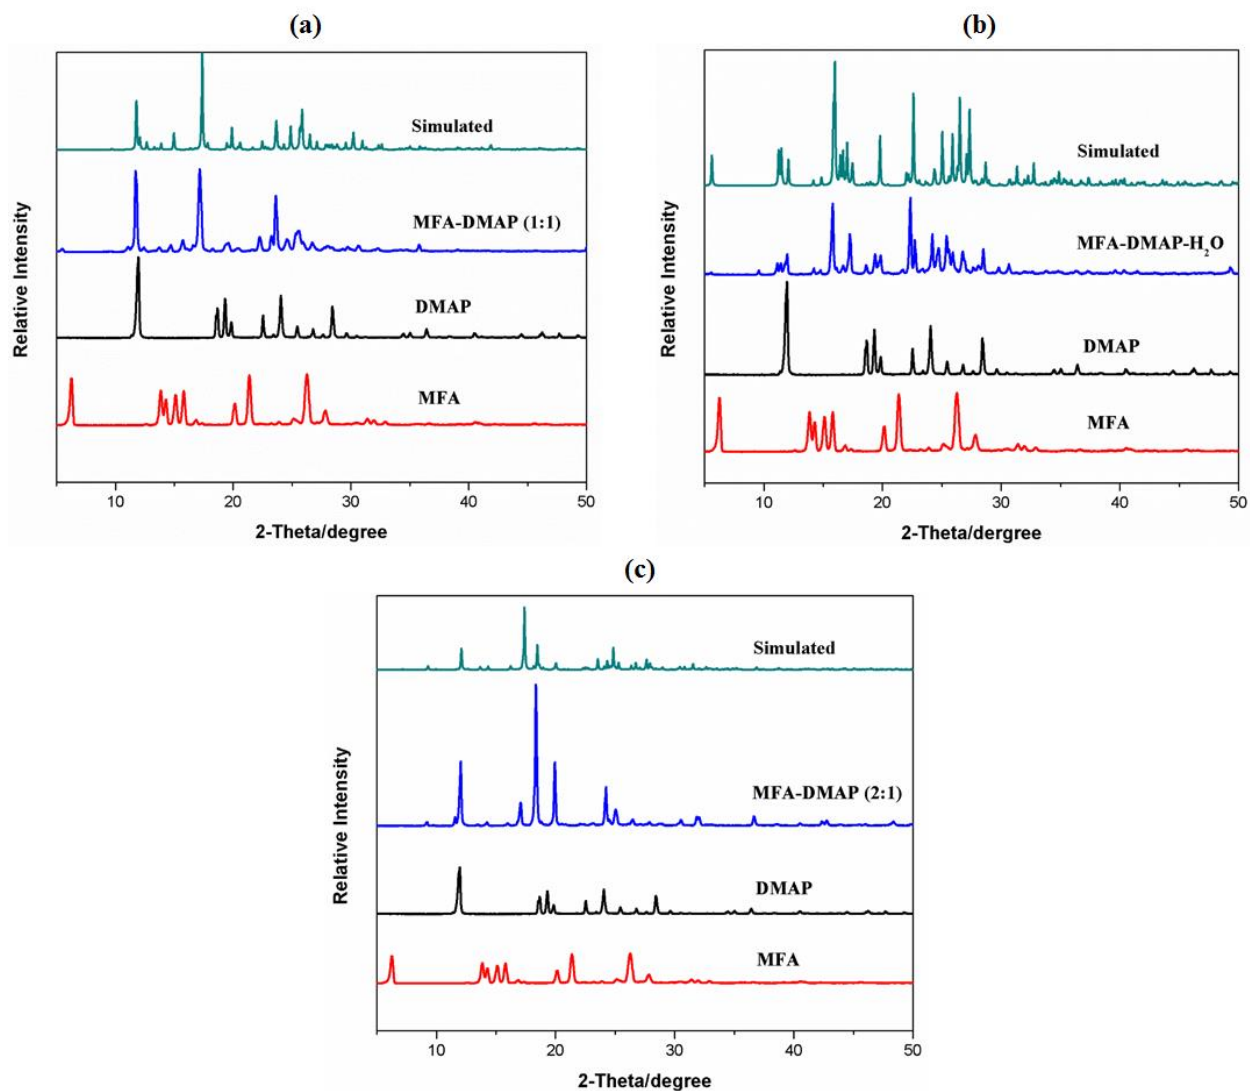 (a)
Relative Intensity
Simulated
MFA-DMAP (1:1)
DMAP
MFA
10 20 30 40 50
2-Theta/degree
(b)
Relative Intensity
Simulated
MFA-DMAP-H₂O
DMAP
MFA
10 20 30 40 50
2-Theta/dergree
(c)
Relative Intensity
Simulated
MFA-DMAP (2:1)
DMAP
MFA
10 20 30 40 50
2-Theta/degree